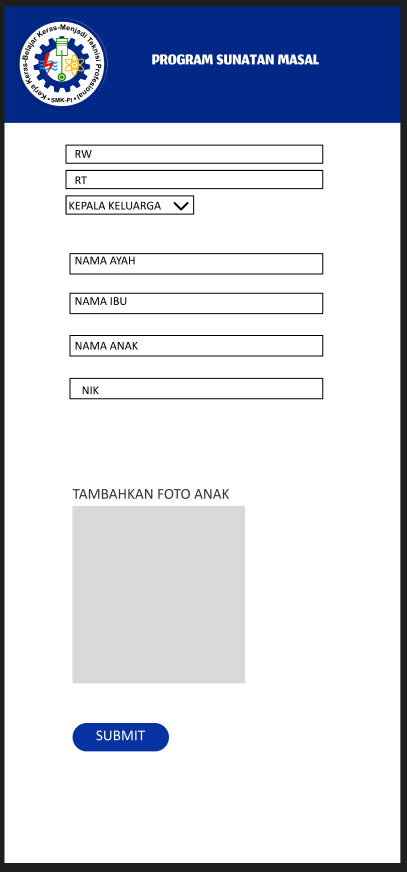 Kerja Keras-Belajar Keras-Menjadi Teknisi Profesional
• SMK-PI •
PROGRAM SUNATAN MASAL
RW
RT
KEPALA KELUARGA
NAMA AYAH
NAMA IBU
NAMA ANAK
NIK
TAMBAHKAN FOTO ANAK
SUBMIT